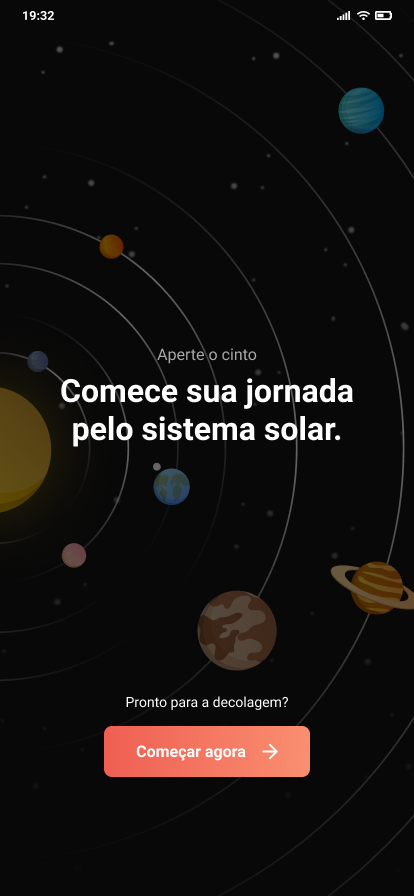 19:32
Aperte o cinto
Comece sua jornada
pelo sistema solar.
Pronto para a decolagem?
Começar agora